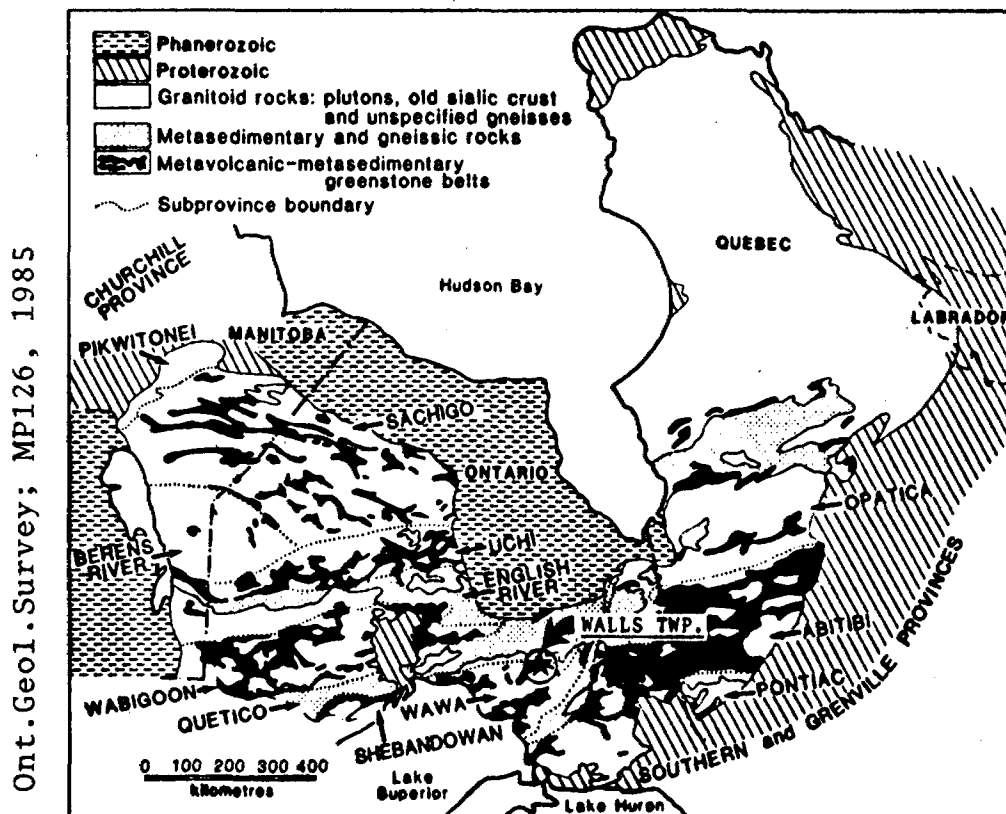 Ont.Geol.Survey; MP126, 1985
Phanerozoic
Proterozoic
Granitoid rocks: plutons, old sialic crust
and unspecified gneisses
Metasedimentary and gneissic rocks
Metavolcanic-metasedimentary
greenstone belts
Subprovince boundary
CHURCHILL
PROVINCE
QUEBEC
Hudson Bay
LABRADOR
PIKWITONEI
MANITOBA
SACHIGO
ONTARIO
OPATICA
BERENS
RIVER
UCHI
ENGLISH
RIVER
WALLS TWP.
ABITIBI
WABIGOON
QUETICO
WAWA
PONTIAC
SHEBANDOWAN
SOUTHERN and GRENVILLE PROVINCES
0 100 200 300 400
kilometres
Lake
Superior
Lake Huron